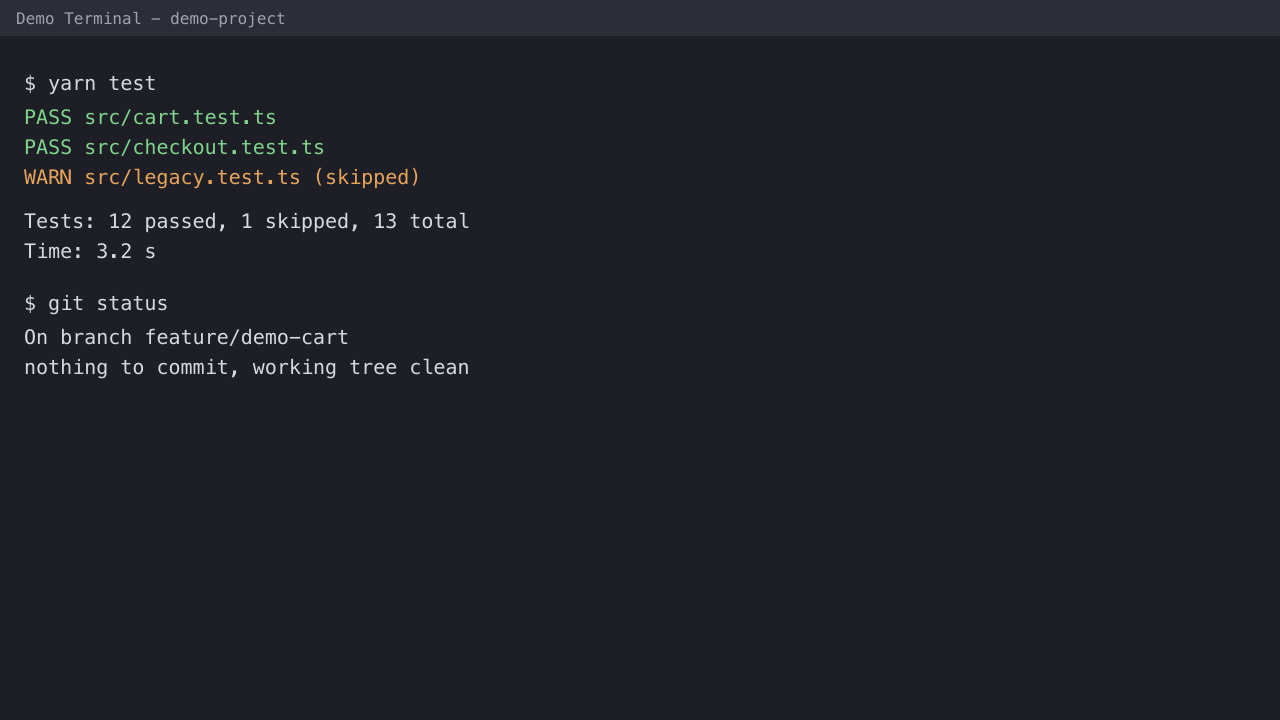 Demo Terminal — demo-project
$ yarn test
PASS src/cart.test.ts
PASS src/checkout.test.ts
WARN src/legacy.test.ts (skipped)
Tests: 12 passed, 1 skipped, 13 total
Time: 3.2 s
$ git status
On branch feature/demo-cart
nothing to commit, working tree clean